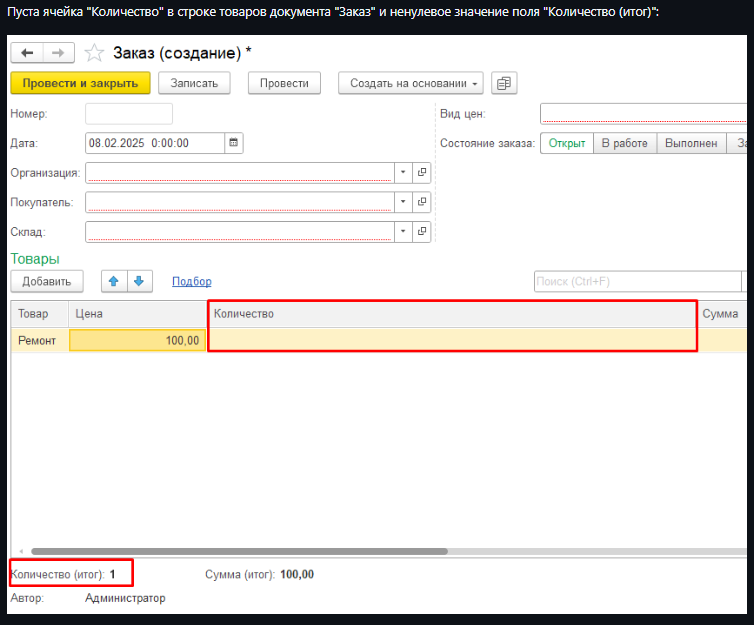 Пуста ячейка "Количество" в строке товаров документа "Заказ" и ненулевое значение поля "Количество (итог)":
Заказ (создание) *
Провести и закрыть Записать Провести Создать на основании
Номер: Вид цен:
Дата: 08.02.2025 0:00:00 Состояние заказа: Открыт В работе Выполнен За
Организация:
Покупатель:
Склад:
Товары
Добавить Подбор Поиск (Ctrl+F)
Товар Цена Количество Сумма
Ремонт 100,00
Количество (итог): 1 Сумма (итог): 100,00
Автор: Администратор